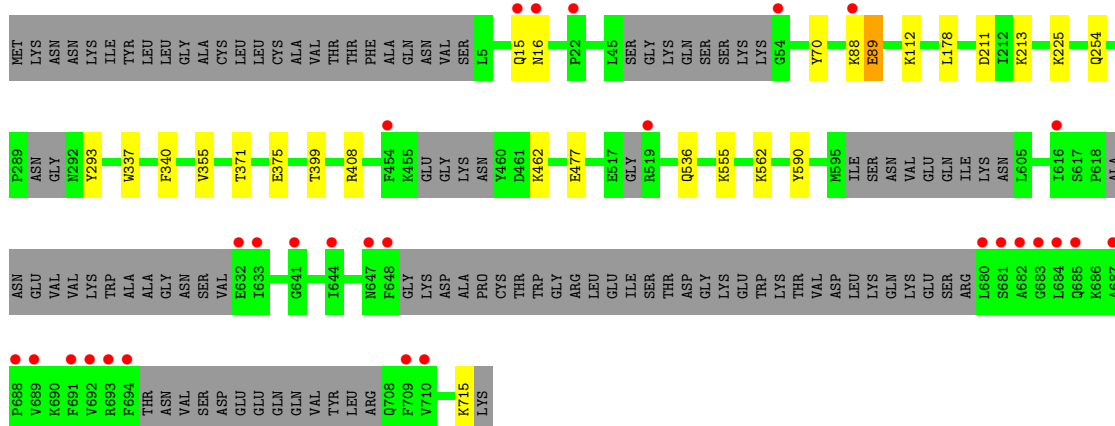 MET LYS ASN ASN LYS ILE TYR LEU LEU GLY ALA CYS LEU LEU CYS ALA VAL THR THR PHE ALA GLN ASN VAL SER L5 Q15 N16 P22 L45 SER GLY LYS GLN SER SER LYS LYS G54 Y70 K88 E89 K112 L178 D211 I212 K213 K225 Q254
P289 ASN GLY N292 Y293 W337 F340 V355 T371 E375 T399 R408 F454 K455 GLU GLY LYS ASN Y460 D461 K462 E477 E517 GLY R519 Q536 K555 K562 Y590 M595 ILE SER ASN VAL GLU GLN ILE LYS ASN L605 I616 S617 P618 ALA
ASN GLU VAL VAL LYS TRP ALA ALA GLY ASN SER VAL E632 I633 G641 I644 N647 F648 GLY LYS ASP ALA PRO CYS THR TRP GLY ARG LEU GLU ILE SER THR ASP GLY LYS GLU TRP LYS THR VAL ASP LEU LYS GLN LYS GLU SER ARG L680 S681 A682 G683 L684 Q685 K686 A687
P688 V689 K690 F691 V692 R693 F694 THR ASN VAL SER ASP GLU GLU GLN GLN VAL TYR LEU ARG Q708 F709 V710 K715 LYS